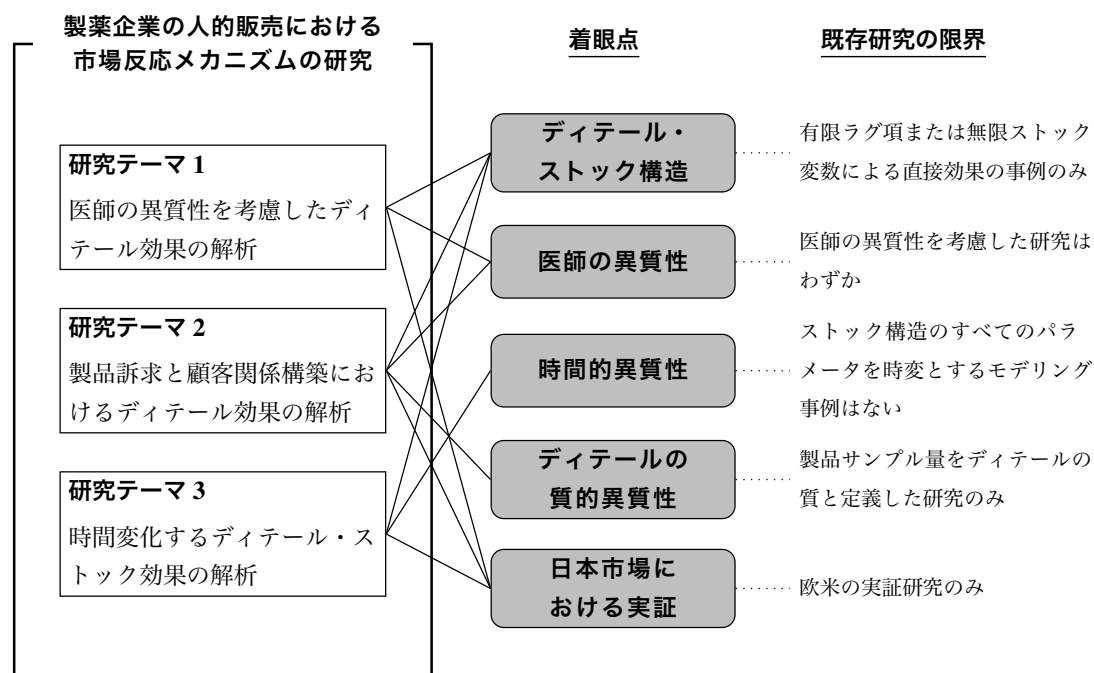 製薬企業の人的販売における
市場反応メカニズムの研究
研究テーマ 1
医師の異質性を考慮したディ
テール効果の解析
研究テーマ 2
製品訴求と顧客関係構築にお
けるディテール効果の解析
研究テーマ 3
時間変化するディテール・ス
トック効果の解析
着眼点
ディテール・
ストック構造
医師の異質性
時間的異質性
ディテールの
質的異質性
日本市場に
おける実証
既存研究の限界
有限ラグ項または無限ストック
変数による直接効果の事例のみ
医師の異質性を考慮した研究は
わずか
ストック構造のすべてのパラ
メータを時変とするモデリング
事例はない
製品サンプル量をディテールの
質と定義した研究のみ
欧米の実証研究のみ